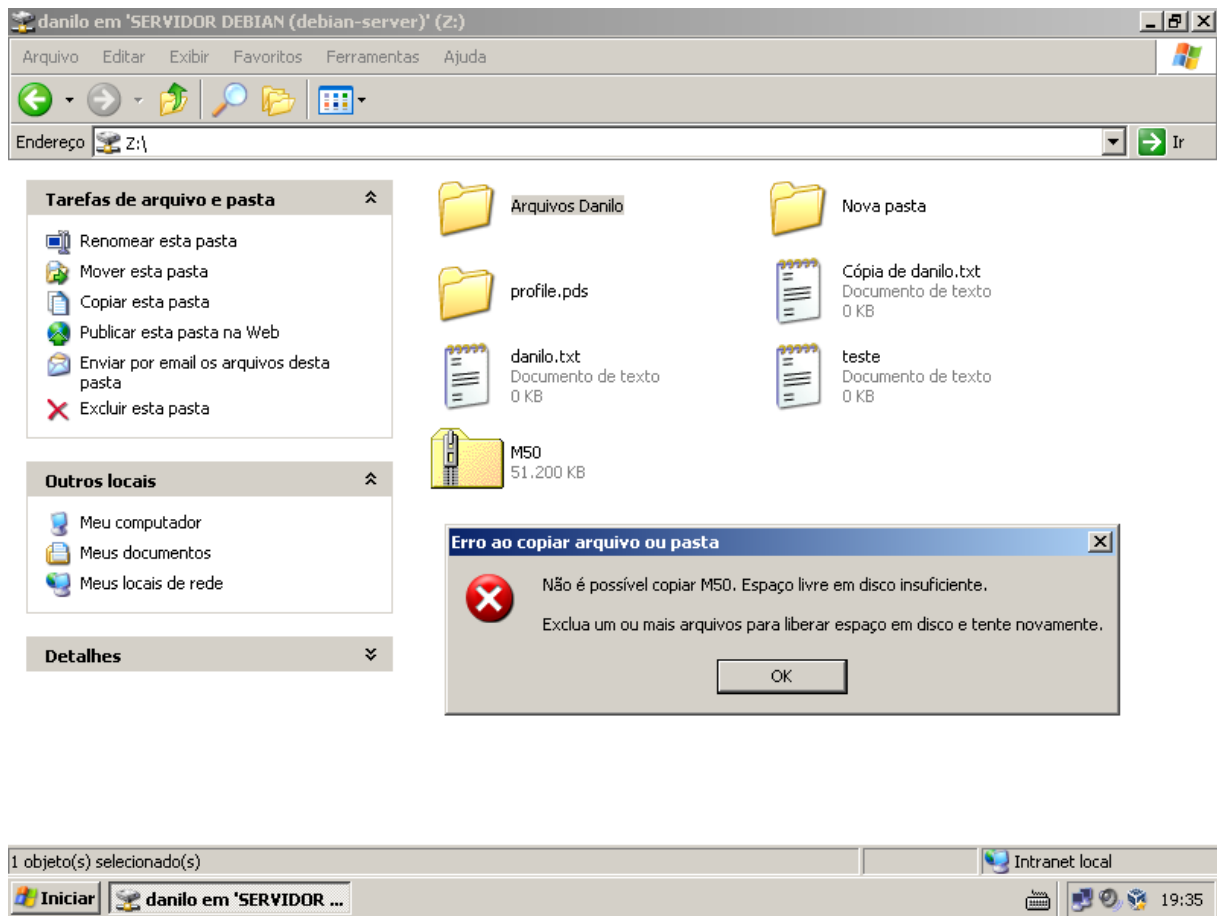 danilo em 'SERVIDOR DEBIAN (debian-server)' (Z:)
Arquivo Editar Exibir Favoritos Ferramentas Ajuda
Endereço Z:\ Ir
Tarefas de arquivo e pasta
Renomear esta pasta
Mover esta pasta
Copiar esta pasta
Publicar esta pasta na Web
Enviar por email os arquivos desta
pasta
Excluir esta pasta
Outros locais
Meu computador
Meus documentos
Meus locais de rede
Detalhes
Arquivos Danilo
Nova pasta
profile.pds
Cópia de danilo.txt
Documento de texto
0 KB
danilo.txt
Documento de texto
0 KB
teste
Documento de texto
0 KB
M50
51.200 KB
Erro ao copiar arquivo ou pasta
Não é possível copiar M50. Espaço livre em disco insuficiente.
Exclua um ou mais arquivos para liberar espaço em disco e tente novamente.
OK
1 objeto(s) selecionado(s)
Intranet local
Iniciar
danilo em 'SERVIDOR ...
19:35